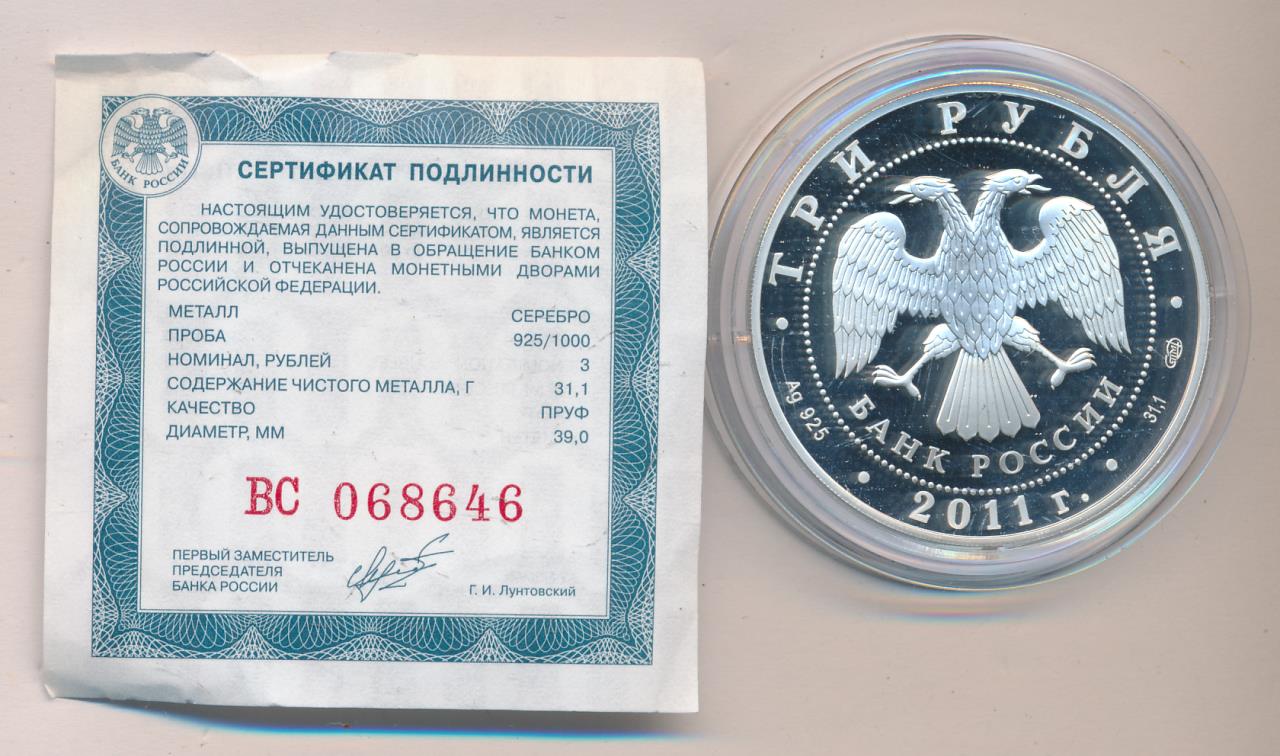 БАНК РОССИИ
СЕРТИФИКАТ ПОДЛИННОСТИ
НАСТОЯЩИМ УДОСТОВЕРЯЕТСЯ, ЧТО МОНЕТА,
СОПРОВОЖДАЕМАЯ ДАННЫМ СЕРТИФИКАТОМ, ЯВЛЯЕТСЯ
ПОДЛИННОЙ, ВЫПУЩЕНА В ОБРАЩЕНИЕ БАНКОМ
РОССИИ И ОТЧЕКАНЕНА МОНЕТНЫМИ ДВОРАМИ
РОССИЙСКОЙ ФЕДЕРАЦИИ.
МЕТАЛЛ СЕРЕБРО
ПРОБА 925/1000
НОМИНАЛ, РУБЛЕЙ 3
СОДЕРЖАНИЕ ЧИСТОГО МЕТАЛЛА, Г 31,1
КАЧЕСТВО ПРУФ
ДИАМЕТР, ММ 39,0
ВС 068646
ПЕРВЫЙ ЗАМЕСТИТЕЛЬ
ПРЕДСЕДАТЕЛЯ
БАНКА РОССИИ
Г. И. Лунтовский
ТРИ РУБЛЯ
Ag 925
БАНК РОССИИ
31,1
2011 г.